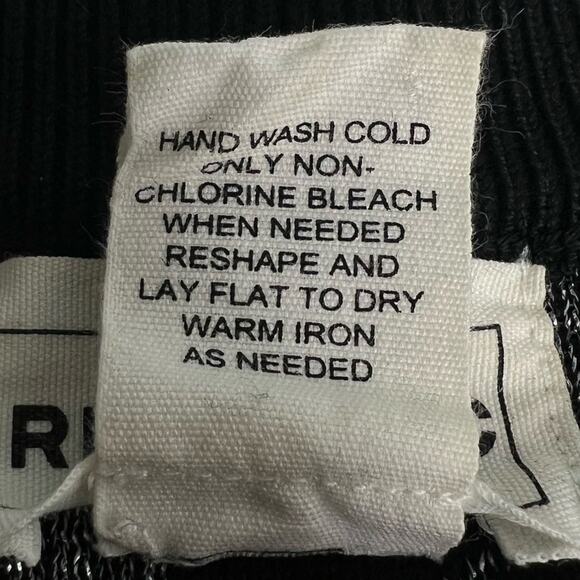 HAND WASH COLD
ONLY NON-
CHLORINE BLEACH
WHEN NEEDED
RESHAPE AND
LAY FLAT TO DRY
WARM IRON
AS NEEDED